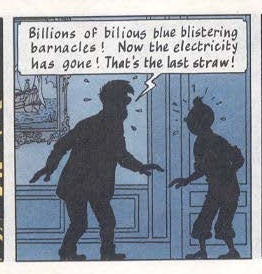 Billions of bilious blue blistering
barnacles! Now the electricity
has gone! That's the last straw!